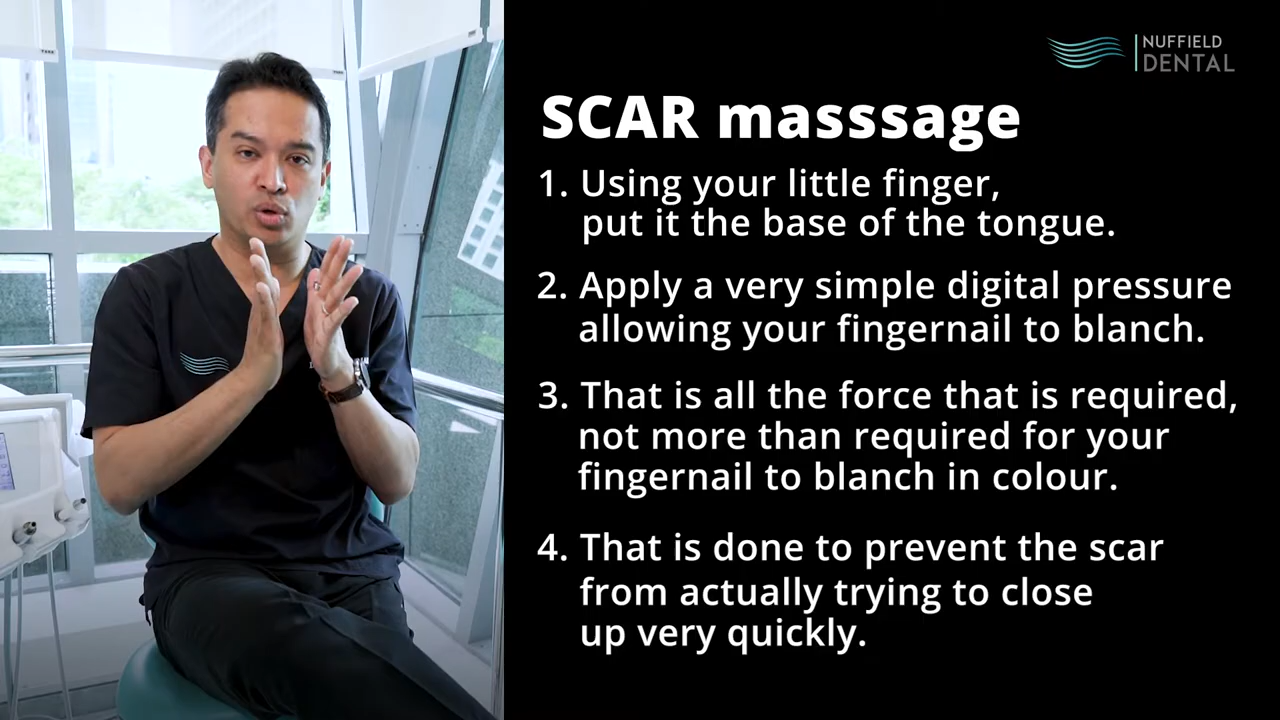 NUFFIELD
DENTAL
SCAR masssage
1. Using your little finger,
put it the base of the tongue.
2. Apply a very simple digital pressure
allowing your fingernail to blanch.
3. That is all the force that is required,
not more than required for your
fingernail to blanch in colour.
4. That is done to prevent the scar
from actually trying to close
up very quickly.